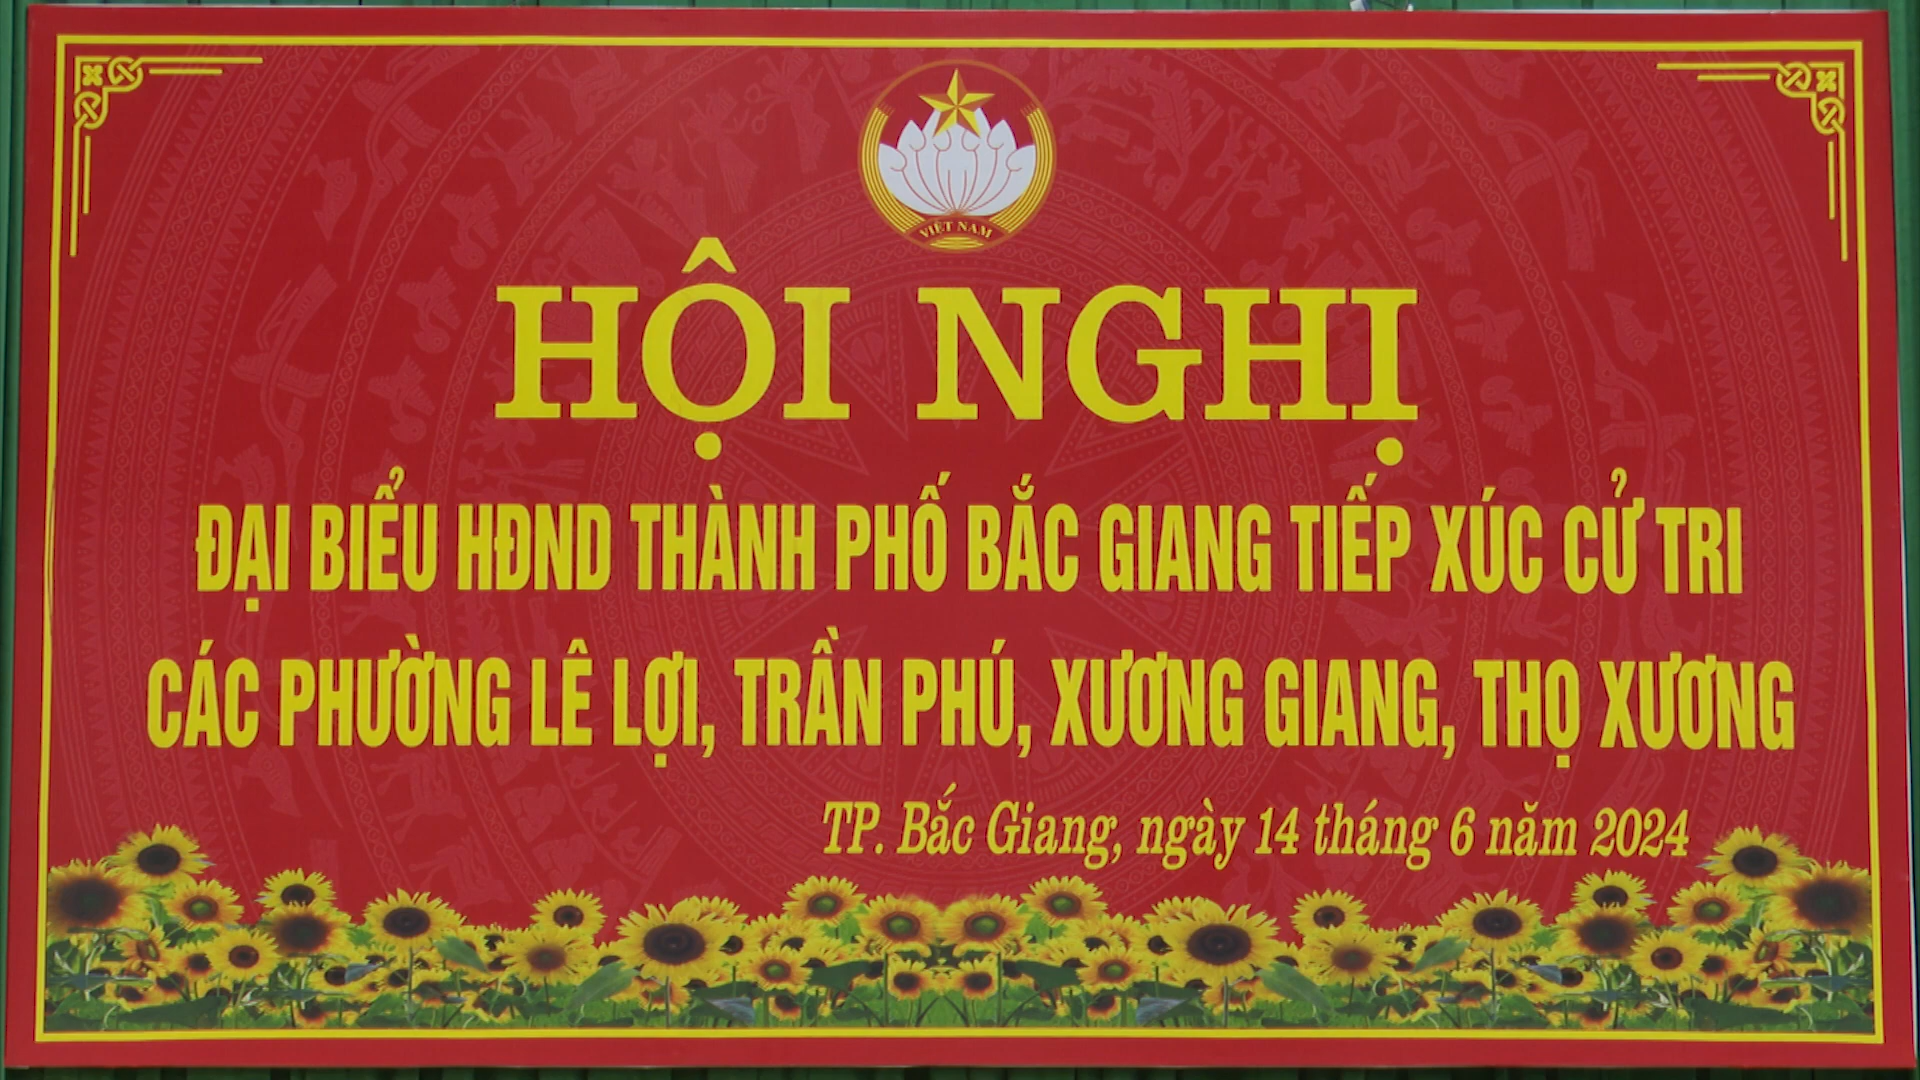 VIỆT NAM
HỘI NGHỊ
ĐẠI BIỂU HĐND THÀNH PHỐ BẮC GIANG TIẾP XÚC CỬ TRI
CÁC PHƯỜNG LÊ LỢI, TRẦN PHÚ, XƯƠNG GIANG, THỌ XƯƠNG
TP. Bắc Giang, ngày 14 tháng 6 năm 2024